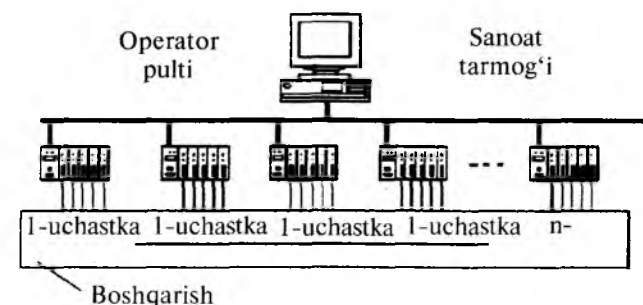 Operator
pulti
Sanoat
tarmog‘i
1-uchastka 1-uchastka 1-uchastka 1-uchastka n-
Boshqarish